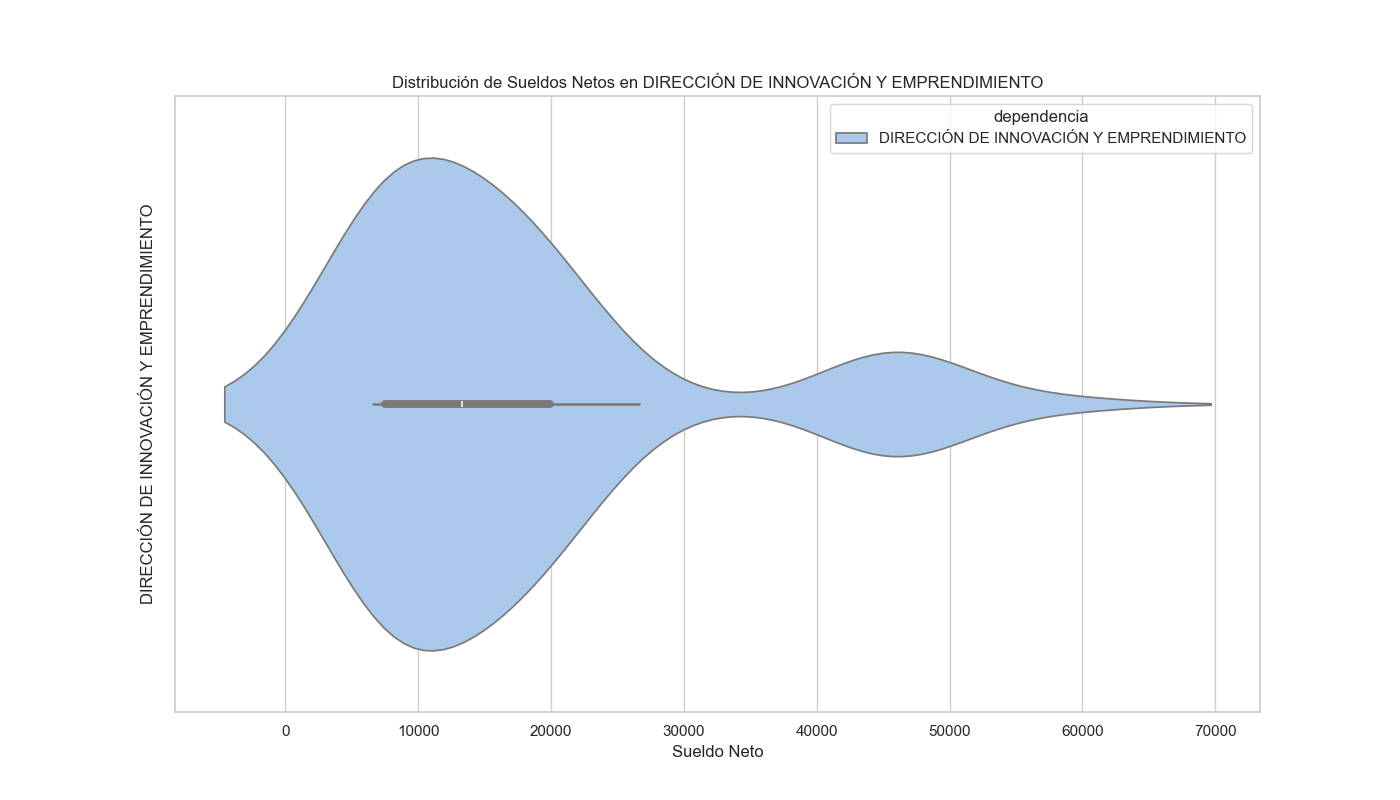 Distribución de Sueldos Netos en DIRECCIÓN DE INNOVACIÓN Y EMPRENDIMIENTO
dependencia
DIRECCIÓN DE INNOVACIÓN Y EMPRENDIMIENTO
DIRECCIÓN DE INNOVACIÓN Y EMPRENDIMIENTO
0 10000 20000 30000 40000 50000 60000 70000
Sueldo Neto